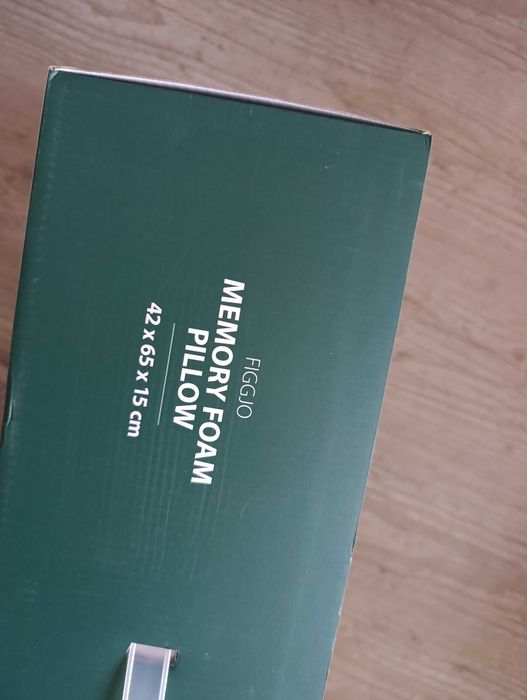 FIGGJO
MEMORY FOAM
PILLOW
42 x 65 x 15 cm